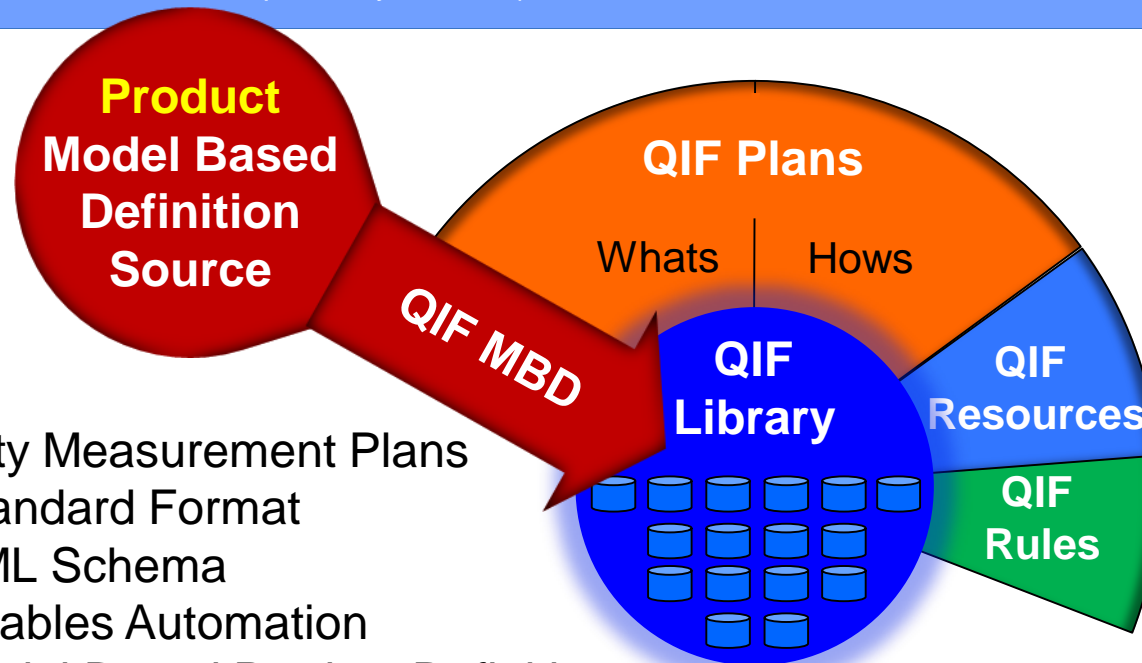 Product
Model Based
Definition
Source
QIF MBD
QIF Plans
Whats
Hows
QIF
Library
QIF
Resources
QIF
Rules
ty Measurement Plans
andard Format
ML Schema
ables Automation